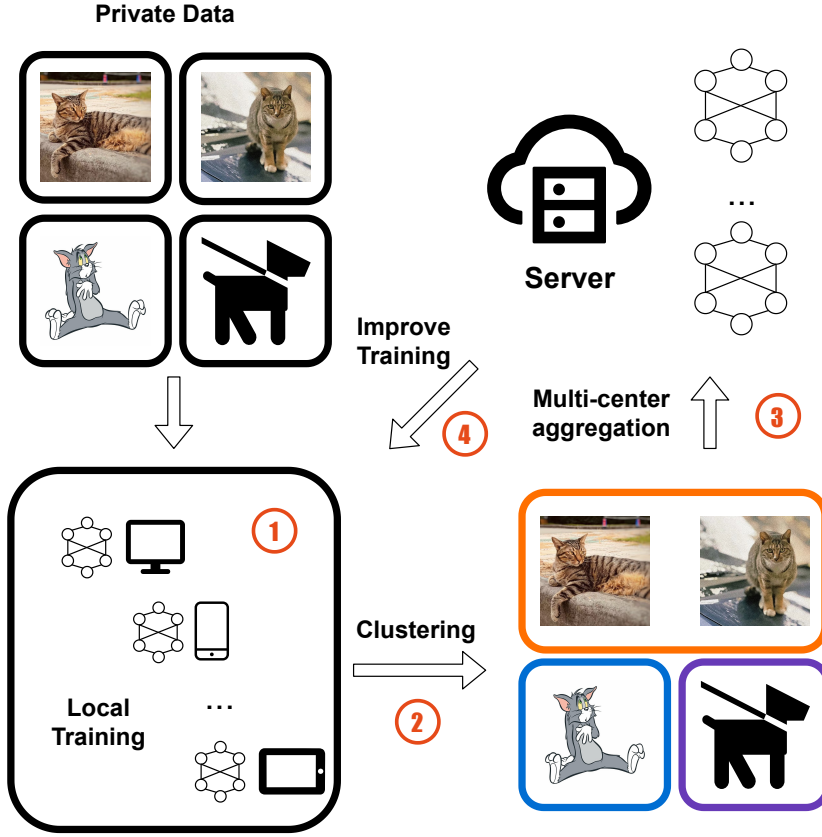 Private Data
...
Server
Improve
Training
4
Multi-center
aggregation
3
1
Clustering
2
Local
Training
...